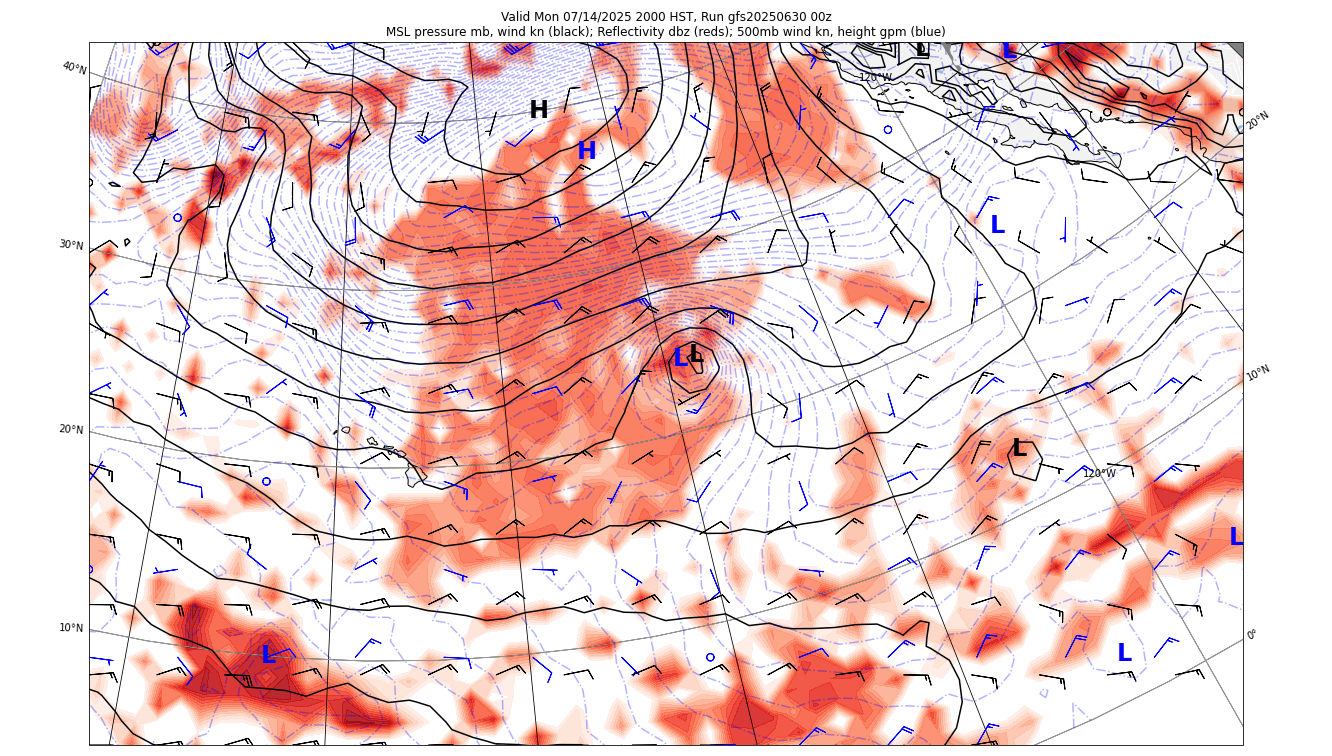 Valid Mon 07/14/2025 2000 HST, Run gfs20250630 00z
MSL pressure mb, wind kn (black); Reflectivity dbz (reds); 500mb wind kn, height gpm (blue)
L
L
40°N
120°W
H
20°N
H
L
30°N
L
L
10°N
20°N
L
120°W
L
10°N
0°
L
L